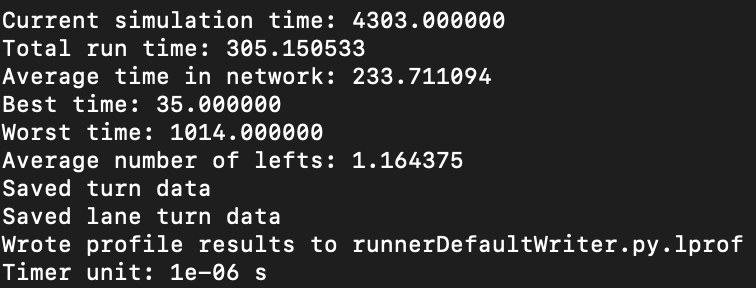 Current simulation time: 4303.000000
Total run time: 305.150533
Average time in network: 233.711094
Best time: 35.000000
Worst time: 1014.000000
Average number of lefts: 1.164375
Saved turn data
Saved lane turn data
Wrote profile results to runnerDefaultWriter.py.lprof
Timer unit: 1e-06 s